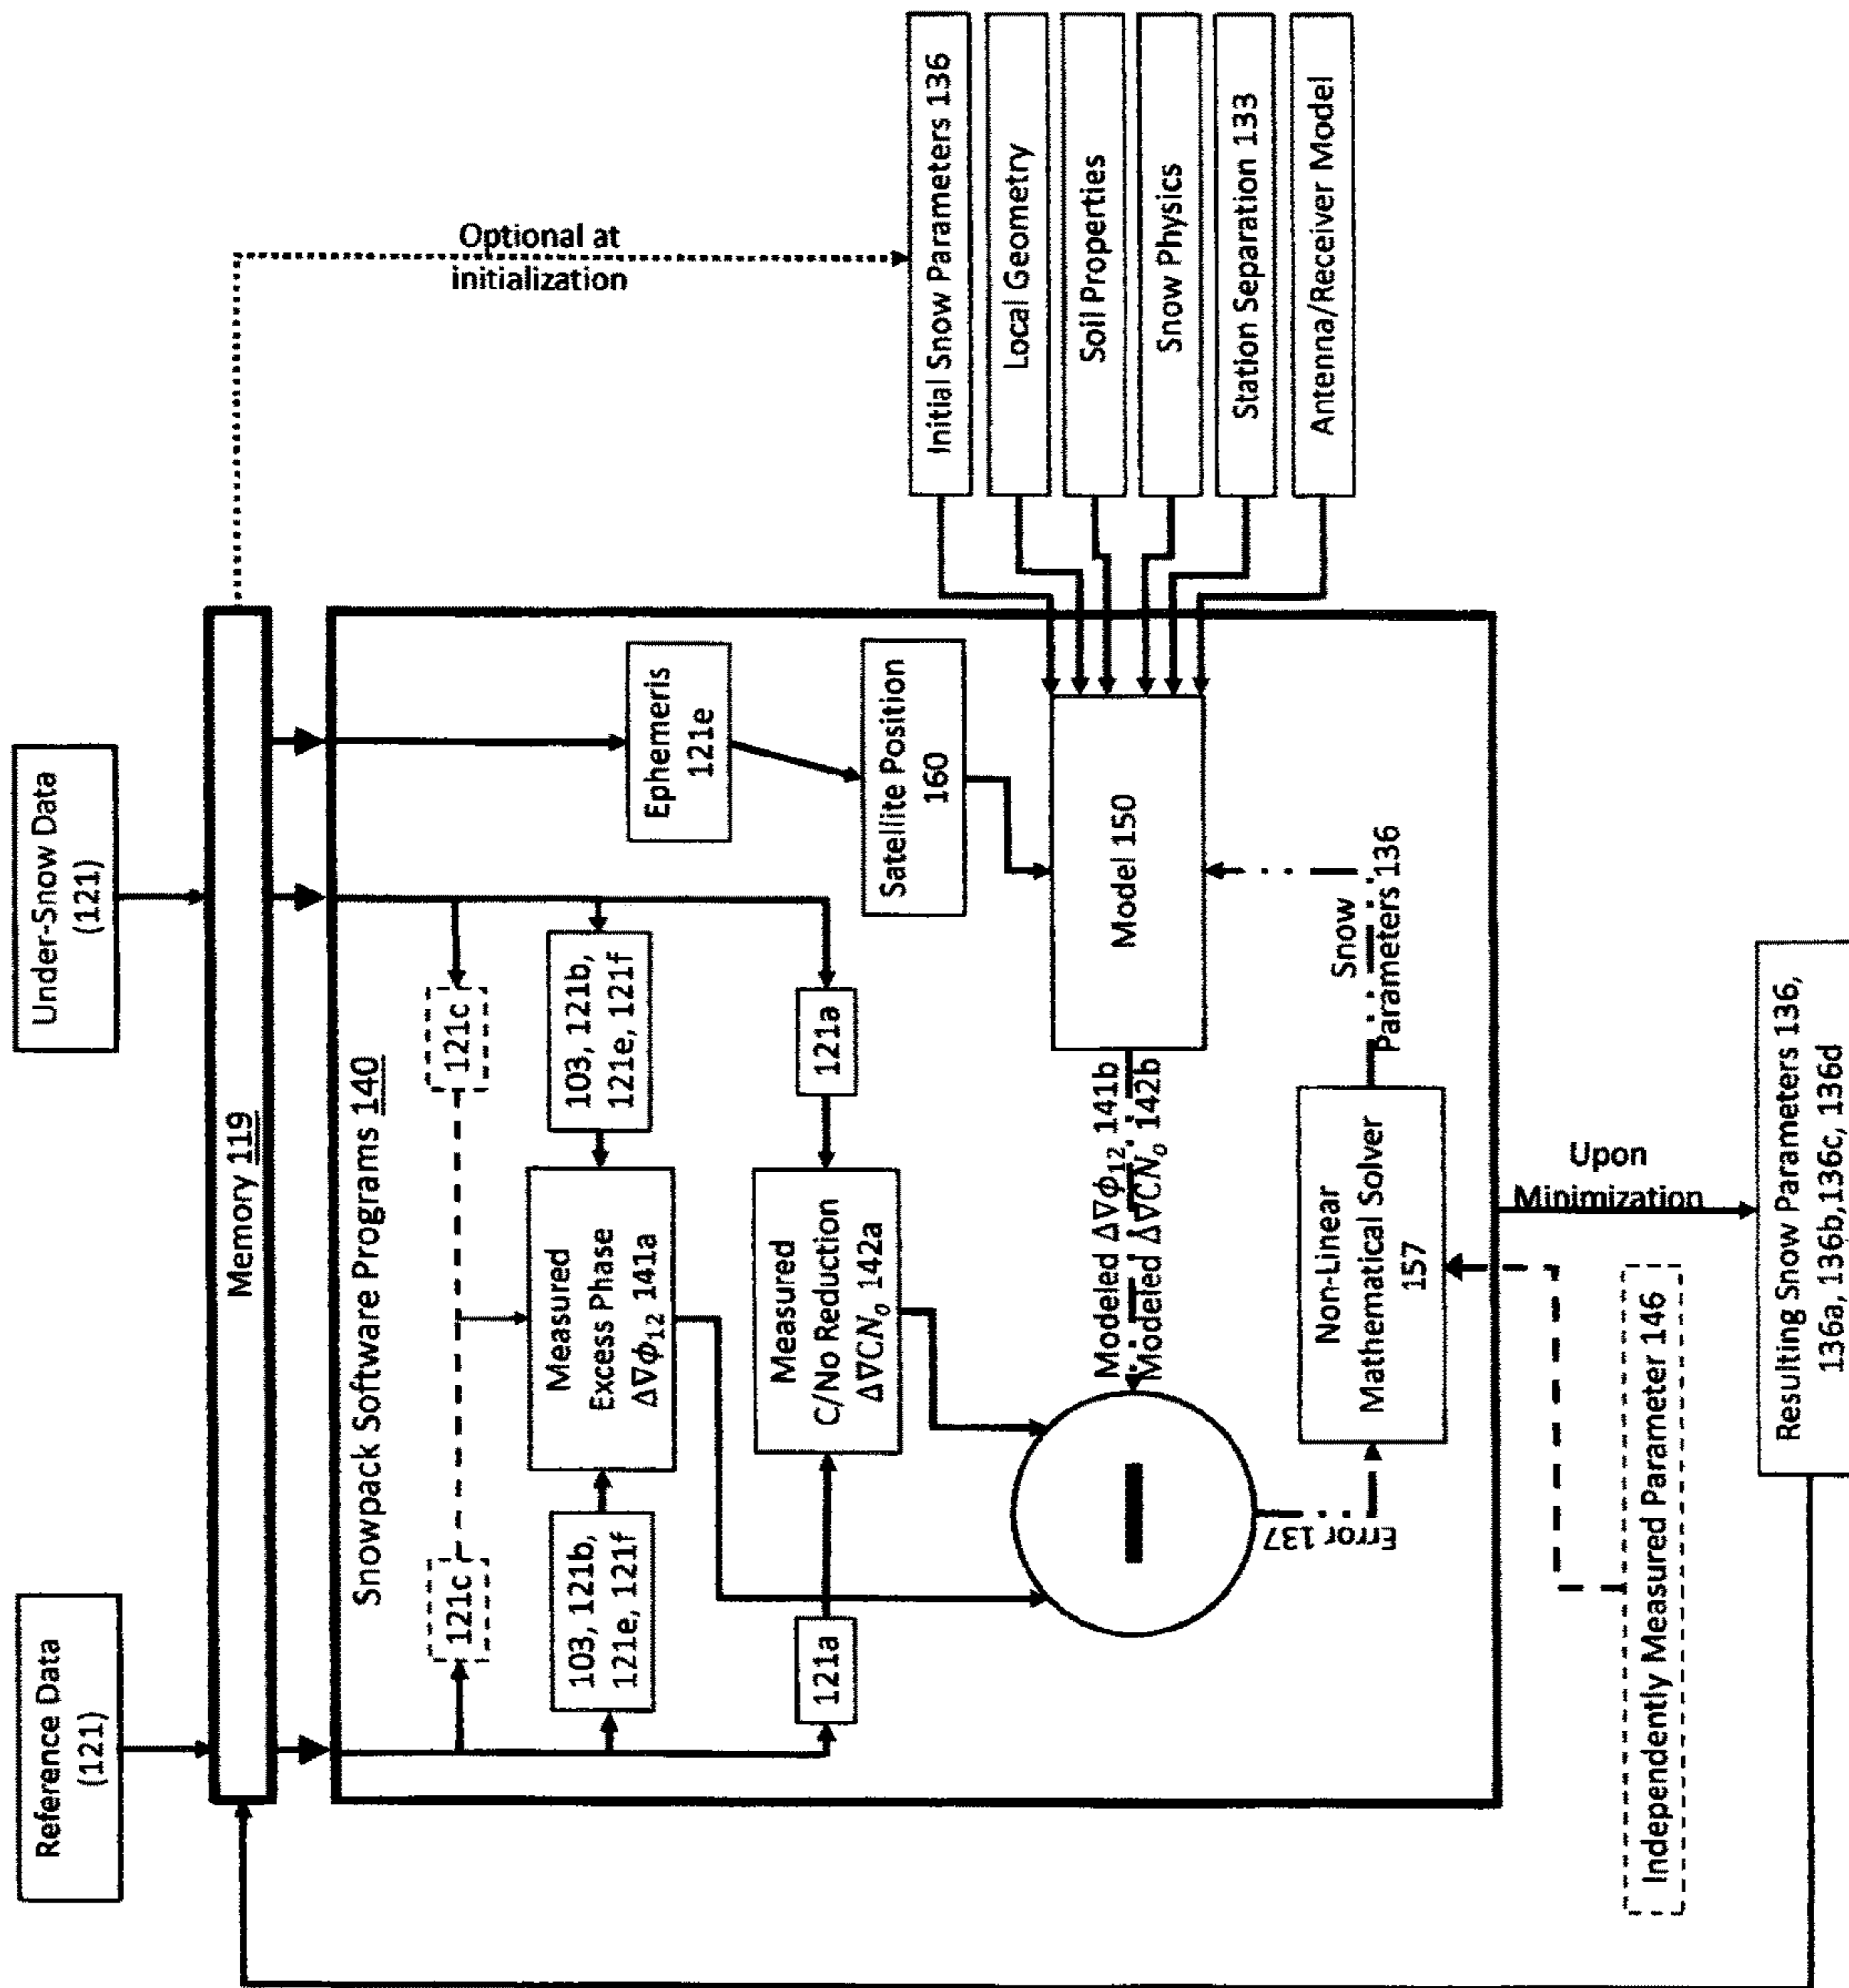 Reference Data
(121)
Under-Snow Data
(121)
Memory 119
Optional at
initialization
Snowpack Software Programs 140
121c
121c
103, 121b,
121e, 121f
Measured
Excess Phase
Δ∇ϕ₁₂ 141a
103, 121b,
121e, 121f
Ephemeris
121e
121a
Measured
C/No Reduction
Δ∇CNₒ 142a
121a
Satellite Position
160
Initial Snow Parameters 136
Local Geometry
Soil Properties
Snow Physics
Station Separation 133
Antenna/Receiver Model
Modeled Δ∇ϕ₁₂ 141b
Modeled Δ∇CNₒ 142b
Model 150
Error 137
Non-Linear
Mathematical Solver
157
Snow
Parameters 136
Upon
Minimization
Independently Measured Parameter 146
Resulting Snow Parameters 136,
136a, 136b,136c, 136d